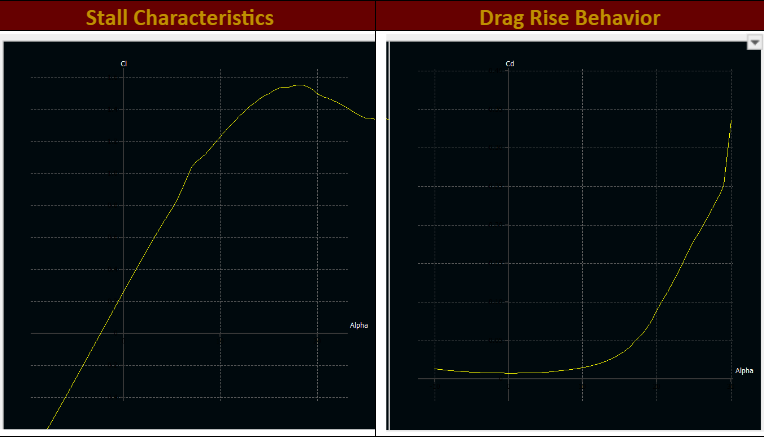 Stall Characteristics
Drag Rise Behavior
Cl
Cd
Alpha
Alpha